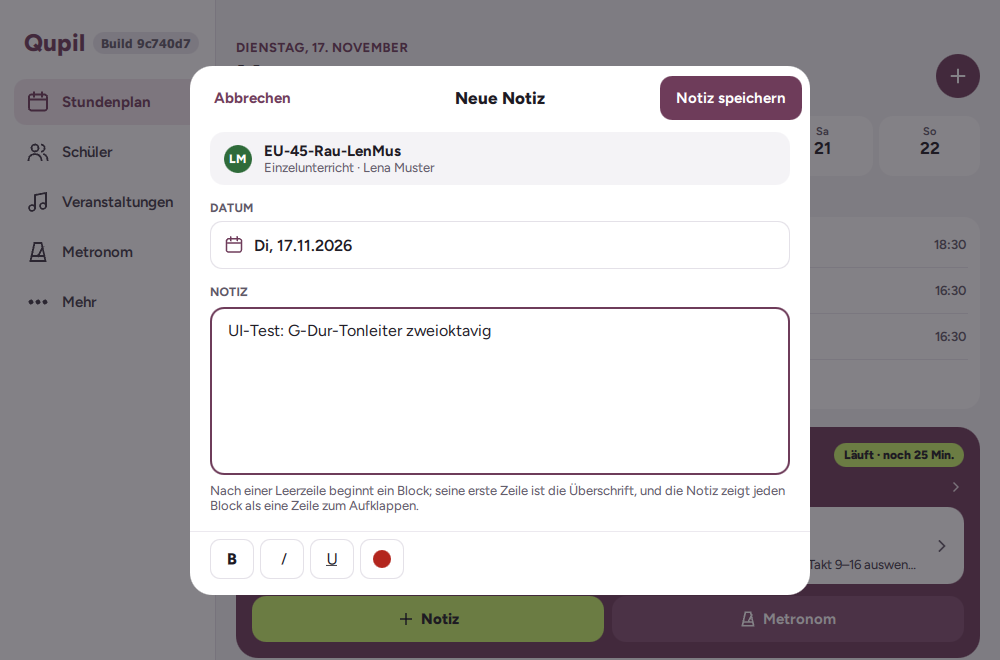 Qupil
Build 9c740d7
Stundenplan
Schüler
Veranstaltungen
Metronom
Mehr
DIENSTAG, 17. NOVEMBER
Sa
21
So
22
18:30
16:30
16:30
Läuft · noch 25 Min.
Takt 9–16 auswen...
Abbrechen
Neue Notiz
Notiz speichern
LM
EU-45-Rau-LenMus
Einzelunterricht · Lena Muster
DATUM
Di, 17.11.2026
NOTIZ
UI-Test: G-Dur-Tonleiter zweioktavig
Nach einer Leerzeile beginnt ein Block; seine erste Zeile ist die Überschrift, und die Notiz zeigt jeden
Block als eine Zeile zum Aufklappen.
B
I
U
Notiz
Metronom